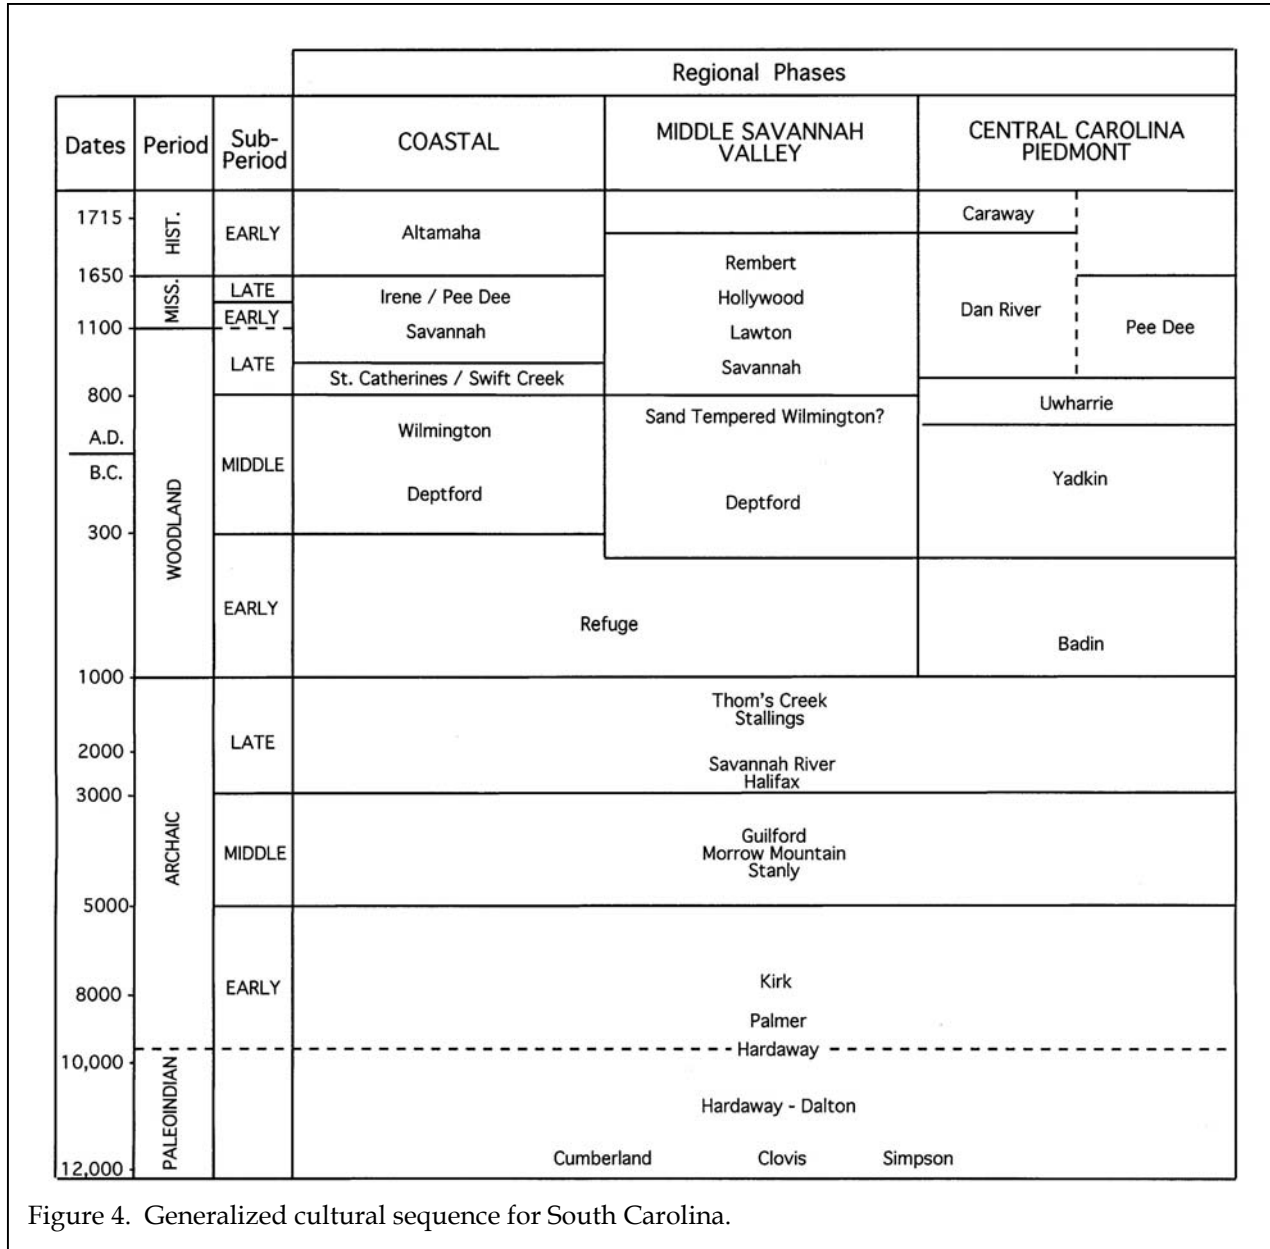 Regional Phases
Dates
Period
Sub-
Period
COASTAL
MIDDLE SAVANNAH
VALLEY
CENTRAL CAROLINA
PIEDMONT
1715
HIST.
EARLY
Altamaha
Caraway
1650
Rembert
MISS.
LATE
Irene / Pee Dee
Hollywood
Dan River
EARLY
1100
Savannah
Lawton
Pee Dee
LATE
St. Catherines / Swift Creek
Savannah
800
Uwharrie
A.D.
Wilmington
Sand Tempered Wilmington?
B.C.
WOODLAND
MIDDLE
Deptford
Deptford
Yadkin
300
EARLY
Refuge
Badin
1000
Thom's Creek
Stallings
2000
LATE
Savannah River
Halifax
3000
ARCHAIC
MIDDLE
Guilford
Morrow Mountain
Stanly
5000
8000
EARLY
Kirk
Palmer
Hardaway
10,000
PALEOINDIAN
Hardaway - Dalton
Cumberland
Clovis
Simpson
12,000
Figure 4. Generalized cultural sequence for South Carolina.